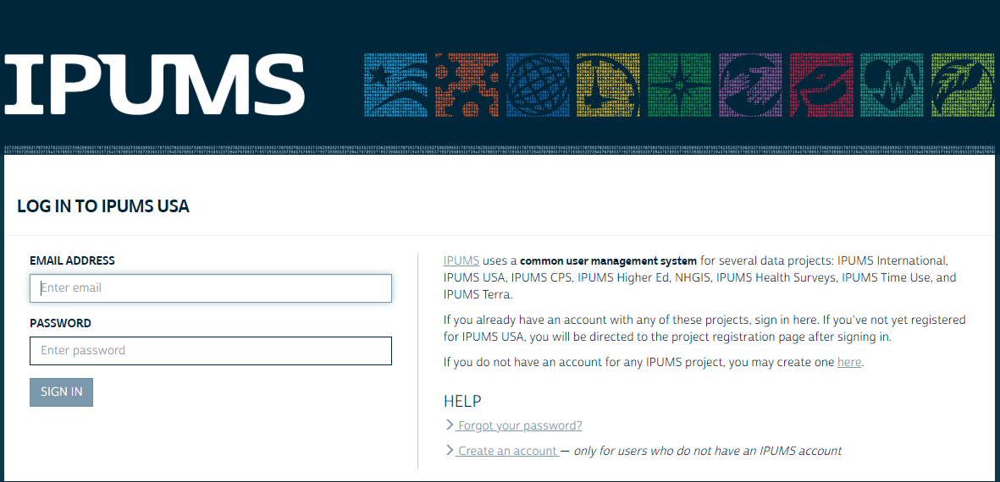 IPUMS
LOG IN TO IPUMS USA
EMAIL ADDRESS
Enter email
PASSWORD
Enter password
SIGN IN
IPUMS uses a common user management system for several data projects: IPUMS International,
IPUMS USA, IPUMS CPS, IPUMS Higher Ed, NHGIS, IPUMS Health Surveys, IPUMS Time Use, and
IPUMS Terra.
If you already have an account with any of these projects, sign in here. If you've not yet registered
for IPUMS USA, you will be directed to the project registration page after signing in.
If you do not have an account for any IPUMS project, you may create one here.
HELP
Forgot your password?
Create an account — only for users who do not have an IPUMS account